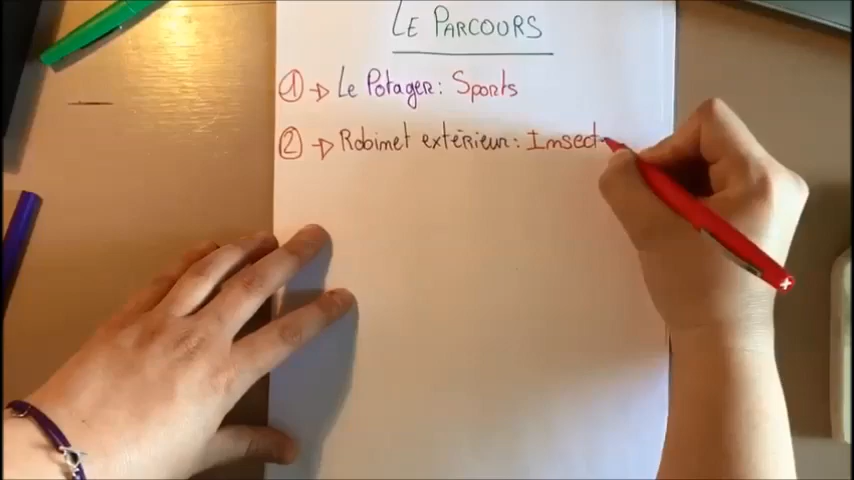 LE PARCOURS
1 → Le Potager: Sports
2 → Robinet extérieur: Insect